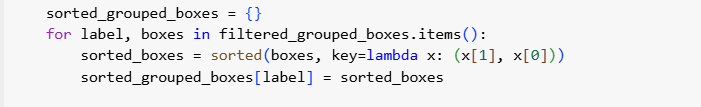 sorted_grouped_boxes = {}
for label, boxes in filtered_grouped_boxes.items():
    sorted_boxes = sorted(boxes, key=lambda x: (x[1], x[0]))
    sorted_grouped_boxes[label] = sorted_boxes